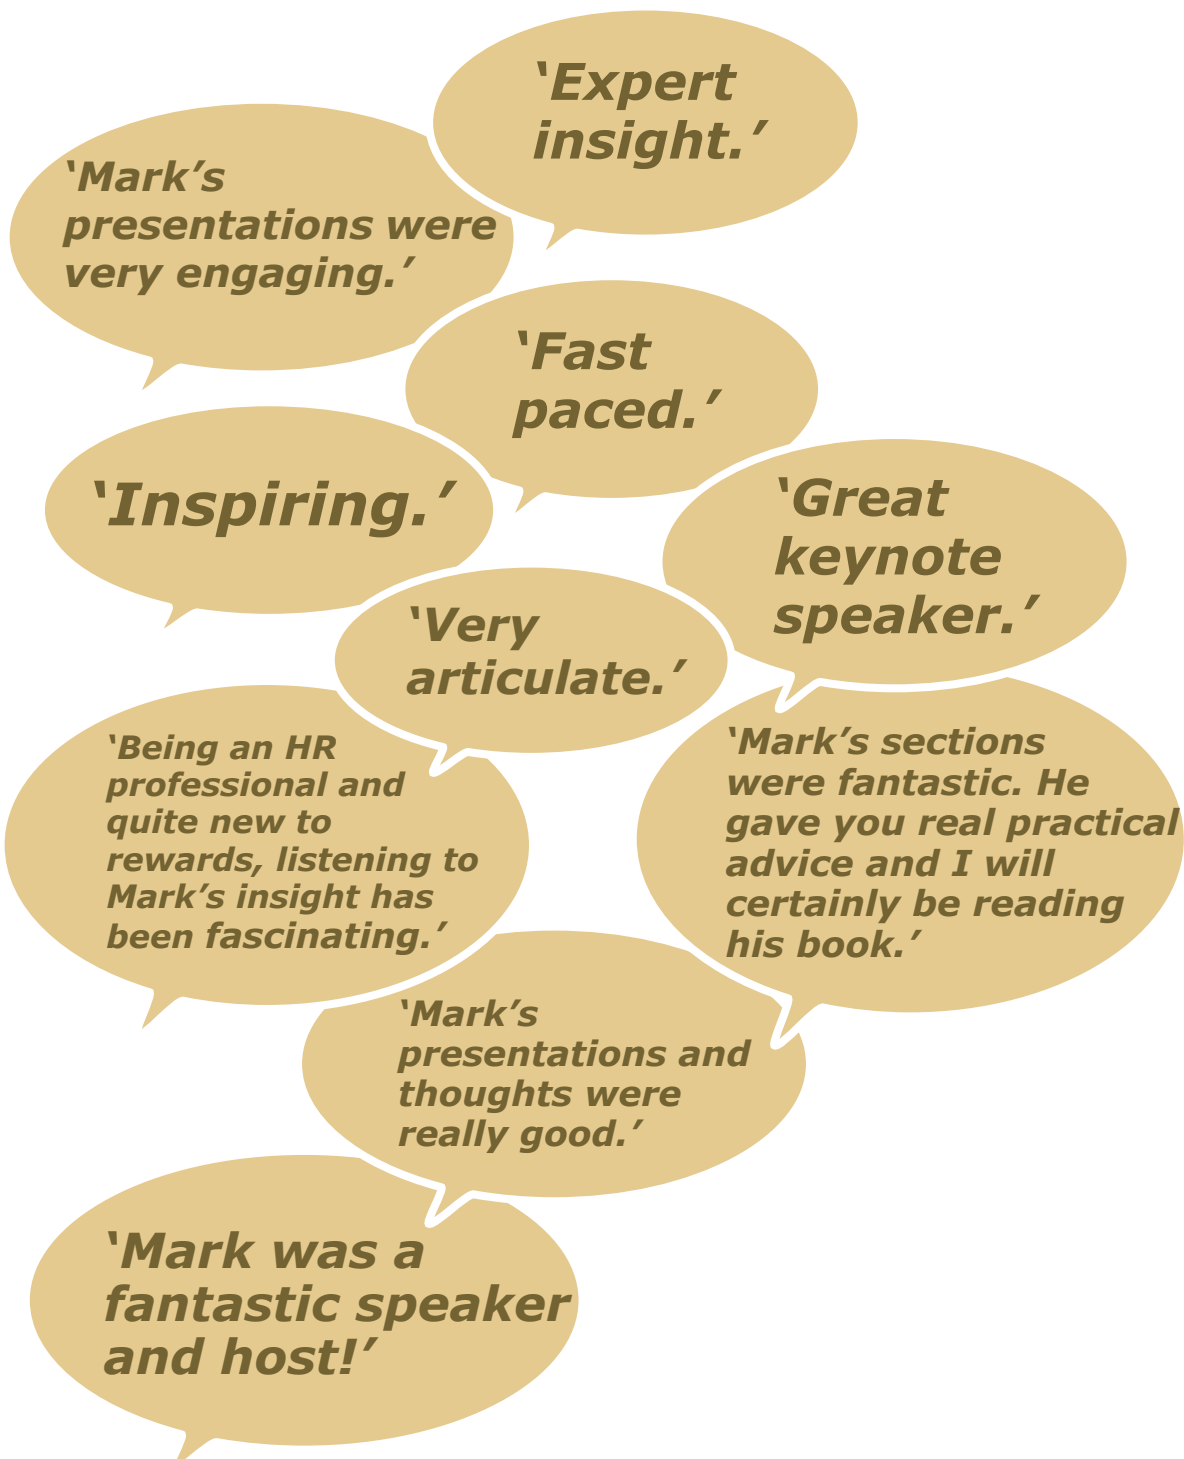 ‘Expert
insight.’
‘Mark’s
presentations were
very engaging.’
‘Fast
paced.’
‘Inspiring.’
‘Great
keynote
speaker.’
‘Very
articulate.’
‘Being an HR
professional and
quite new to
rewards, listening to
Mark’s insight has
been fascinating.’
‘Mark’s sections
were fantastic. He
gave you real practical
advice and I will
certainly be reading
his book.’
‘Mark’s
presentations and
thoughts were
really good.’
‘Mark was a
fantastic speaker
and host!’